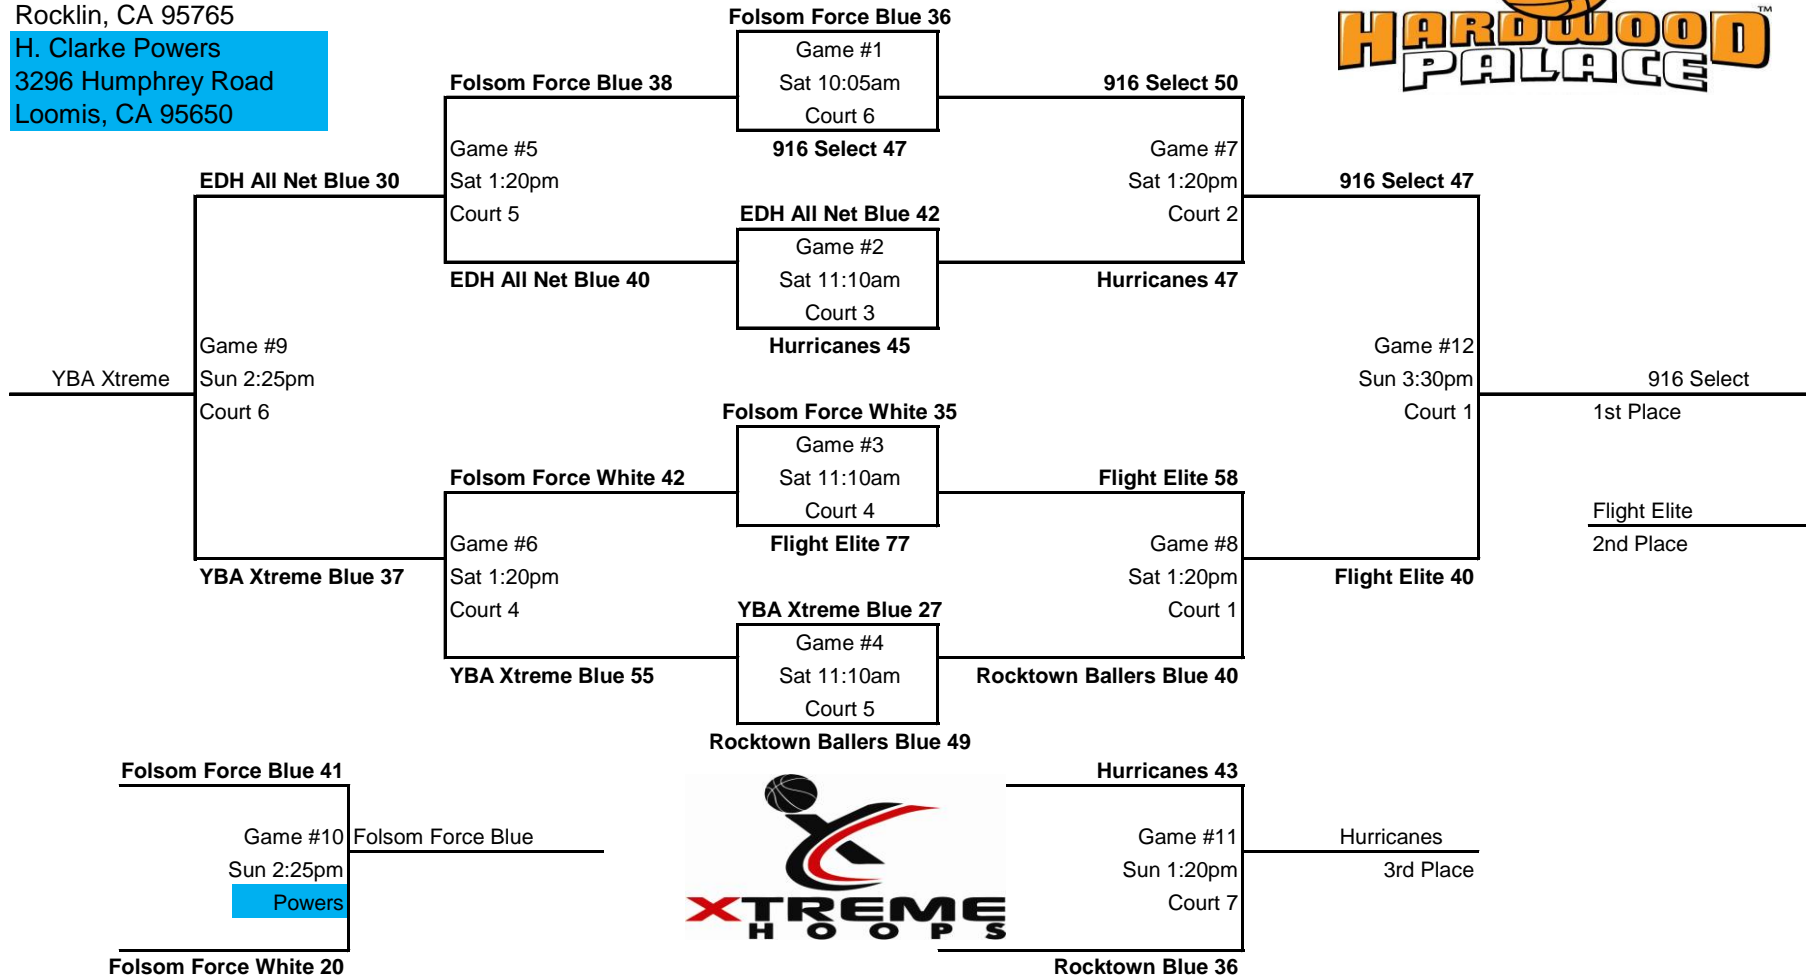 Rocklin, CA 95765
H. Clarke Powers
3296 Humphrey Road
Loomis, CA 95650
HARDWOOD
PALACE
TM
Folsom Force Blue 36
Game #1
Sat 10:05am
Court 6
916 Select 47
Folsom Force Blue 38
Game #5
Sat 1:20pm
Court 5
EDH All Net Blue 40
916 Select 50
Game #7
Sat 1:20pm
Court 2
Hurricanes 47
EDH All Net Blue 42
Game #2
Sat 11:10am
Court 3
Hurricanes 45
EDH All Net Blue 30
Game #9
Sun 2:25pm
Court 6
YBA Xtreme Blue 37
YBA Xtreme
916 Select 47
Game #12
Sun 3:30pm
Court 1
Flight Elite 40
916 Select
1st Place
Flight Elite
2nd Place
Folsom Force White 35
Game #3
Sat 11:10am
Court 4
Flight Elite 77
Folsom Force White 42
Game #6
Sat 1:20pm
Court 4
YBA Xtreme Blue 55
Flight Elite 58
Game #8
Sat 1:20pm
Court 1
Rocktown Ballers Blue 40
YBA Xtreme Blue 27
Game #4
Sat 11:10am
Court 5
Rocktown Ballers Blue 49
Folsom Force Blue 41
Game #10
Sun 2:25pm
Powers
Folsom Force White 20
Folsom Force Blue
XTREME
HOOPS
Hurricanes 43
Game #11
Sun 1:20pm
Court 7
Rocktown Blue 36
Hurricanes
3rd Place